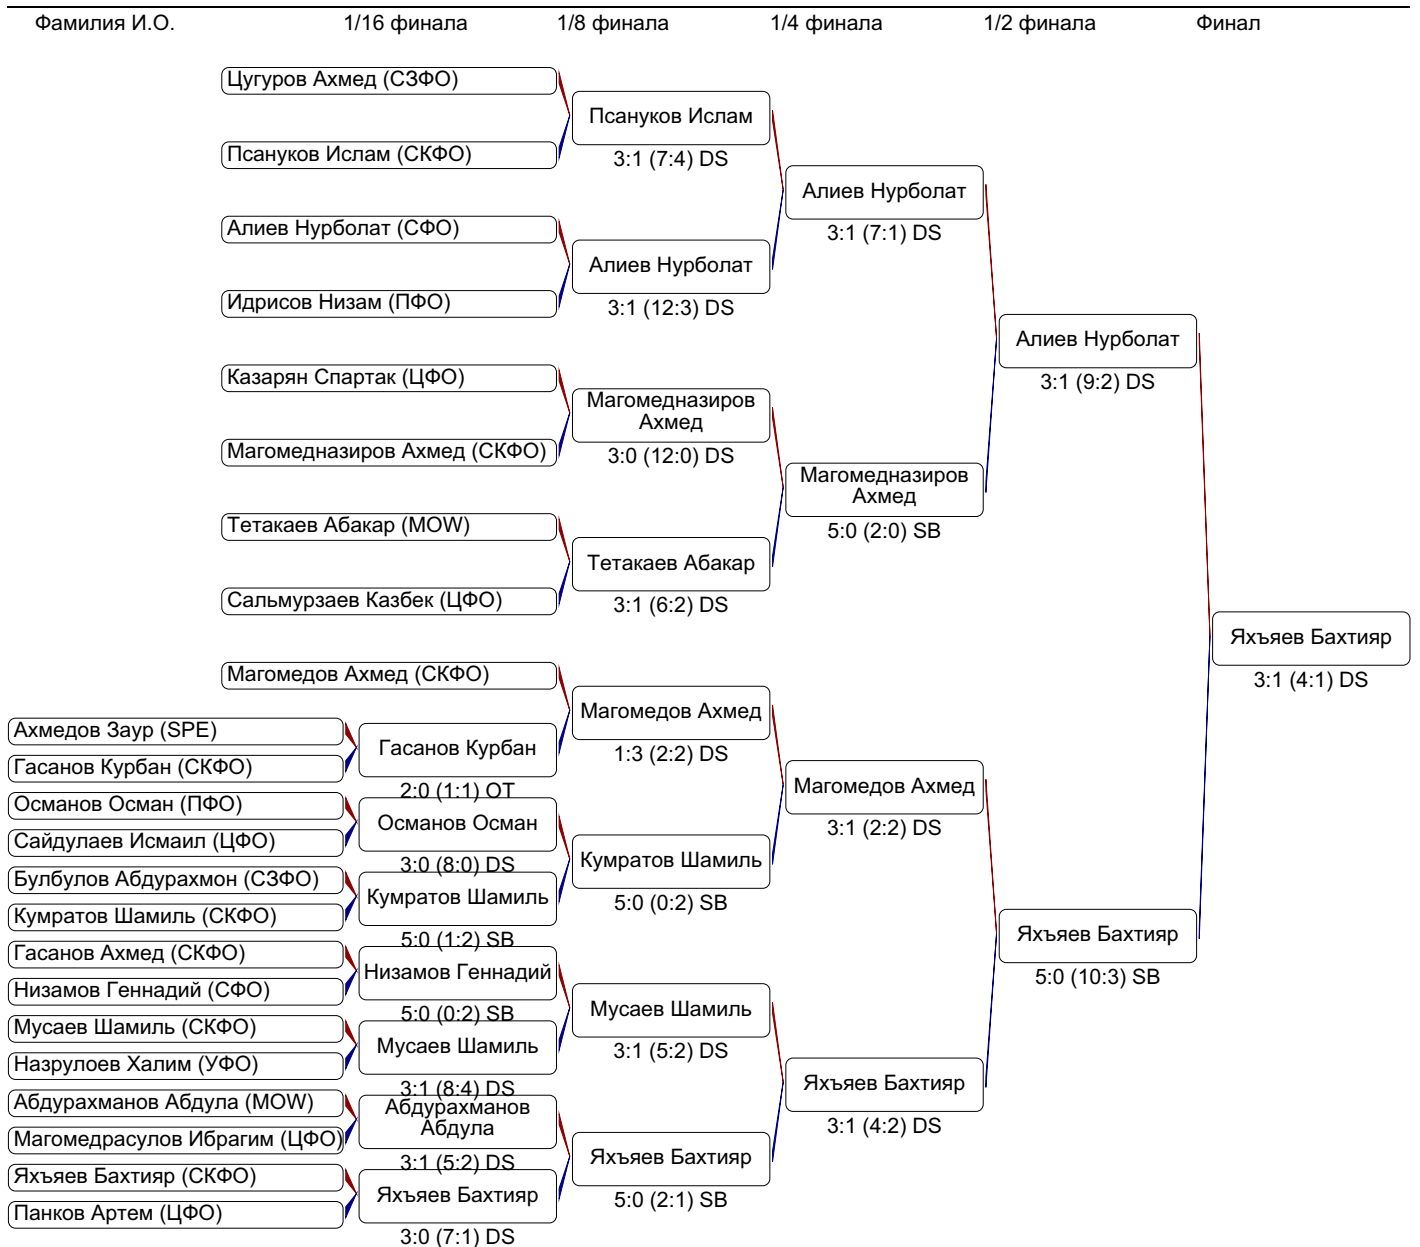 Фамилия И.О. 1/16 финала 1/8 финала 1/4 финала 1/2 финала Финал
Цугуров Ахмед (СЗФО)
Псануков Ислам
Псануков Ислам (СКФО)
3:1 (7:4) DS
Алиев Нурболат
3:1 (7:1) DS
Алиев Нурболат (СФО)
Алиев Нурболат
Идрисов Низам (ПФО)
3:1 (12:3) DS
Алиев Нурболат
3:1 (9:2) DS
Казарян Спартак (ЦФО)
Магомедназиров
Ахмед
Магомедназиров Ахмед (СКФО)
3:0 (12:0) DS
Магомедназиров
Ахмед
5:0 (2:0) SB
Тетакаев Абакар (MOW)
Тетакаев Абакар
Сальмурзаев Казбек (ЦФО)
3:1 (6:2) DS
Яхъяев Бахтияр
3:1 (4:1) DS
Магомедов Ахмед (СКФО)
Магомедов Ахмед
1:3 (2:2) DS
Ахмедов Заур (SPE)
Гасанов Курбан
Гасанов Курбан (СКФО)
2:0 (1:1) OT
Магомедов Ахмед
3:1 (2:2) DS
Османов Осман (ПФО)
Османов Осман
Сайдулаев Исмаил (ЦФО)
3:0 (8:0) DS
Кумратов Шамиль
5:0 (0:2) SB
Булбулов Абдурахмон (СЗФО)
Кумратов Шамиль
Кумратов Шамиль (СКФО)
5:0 (1:2) SB
Яхъяев Бахтияр
5:0 (10:3) SB
Гасанов Ахмед (СКФО)
Низамов Геннадий
Низамов Геннадий (СФО)
5:0 (0:2) SB
Мусаев Шамиль
3:1 (5:2) DS
Мусаев Шамиль (СКФО)
Мусаев Шамиль
Назрулоев Халим (УФО)
3:1 (8:4) DS
Яхъяев Бахтияр
3:1 (4:2) DS
Абдурахманов Абдула (MOW)
Абдурахманов
Абдула
Магомедрасулов Ибрагим (ЦФО)
3:1 (5:2) DS
Яхъяев Бахтияр
5:0 (2:1) SB
Яхъяев Бахтияр (СКФО)
Яхъяев Бахтияр
Панков Артем (ЦФО)
3:0 (7:1) DS